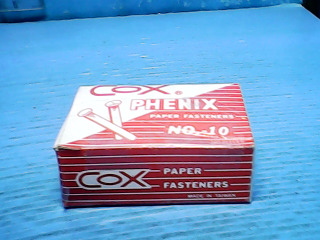 COX®
PHENIX
PAPER FASTENERS
NO. 10
COX PAPER
FASTENERS
MADE IN TAIWAN